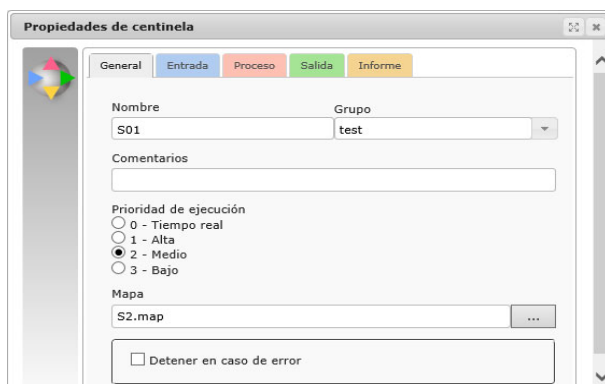 Propiedades de centinela
General Entrada Proceso Salida Informe
Nombre Grupo
S01 test
Comentarios
Prioridad de ejecución
0 - Tiempo real
1 - Alta
2 - Medio
3 - Bajo
Mapa
S2.map ...
Detener en caso de error